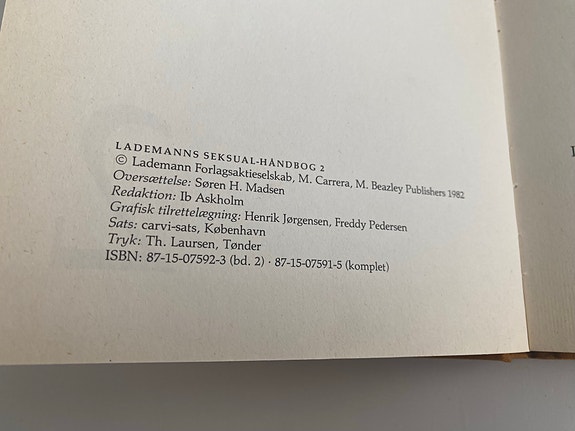 LADEMANNS SEKSUAL-HÅNDBOG 2
© Lademann Forlagsaktieselskab, M. Carrera, M. Beazley Publishers 1982
Oversættelse: Søren H. Madsen
Redaktion: Ib Askholm
Grafisk tilrettelægning: Henrik Jørgensen, Freddy Pedersen
Sats: carvi-sats, København
Tryk: Th. Laursen, Tønder
ISBN: 87-15-07592-3 (bd. 2) · 87-15-07591-5 (komplet)